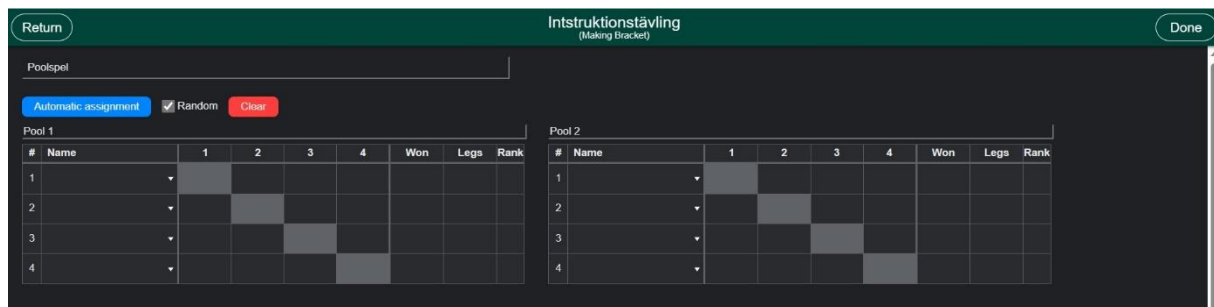 Return
Intstruktionstävling
(Making Bracket)
Done
Poolspel
Automatic assignment Random Clear
Pool 1
# Name 1 2 3 4 Won Legs Rank
1
2
3
4
Pool 2
# Name 1 2 3 4 Won Legs Rank
1
2
3
4